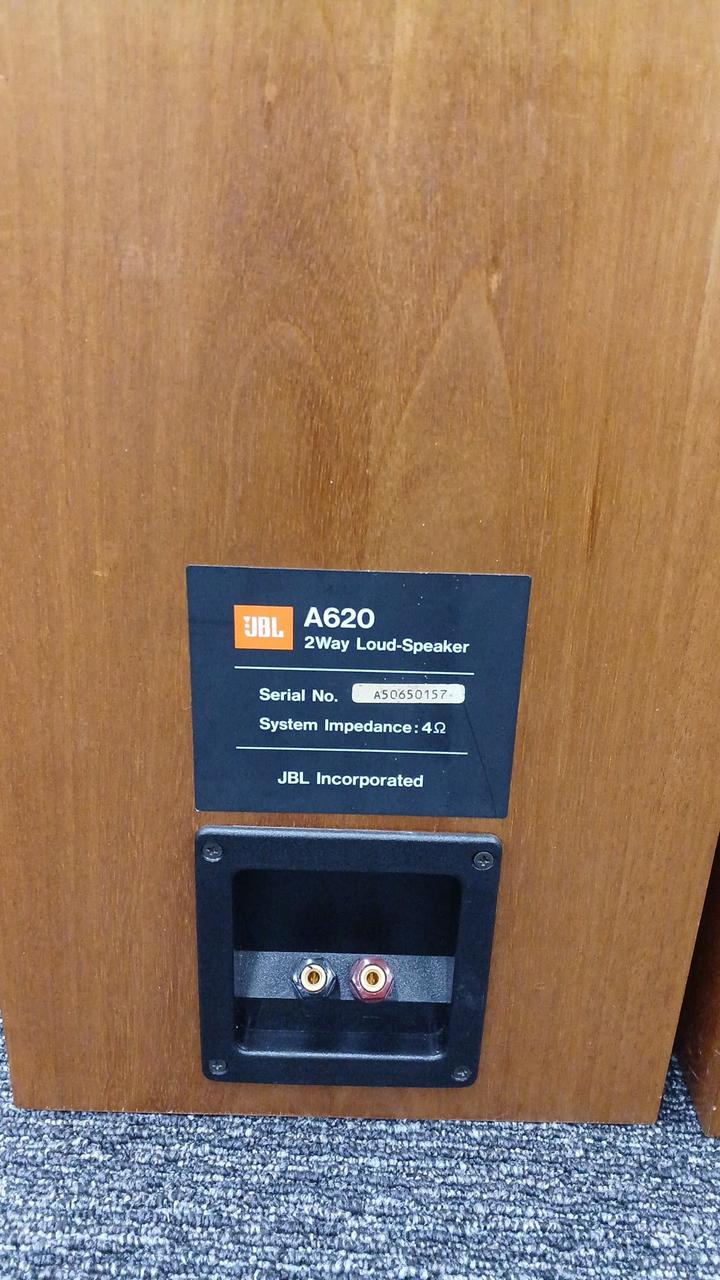 JBL
A620
2Way Loud-Speaker
Serial No. A50650157
System Impedance: 4Ω
JBL Incorporated